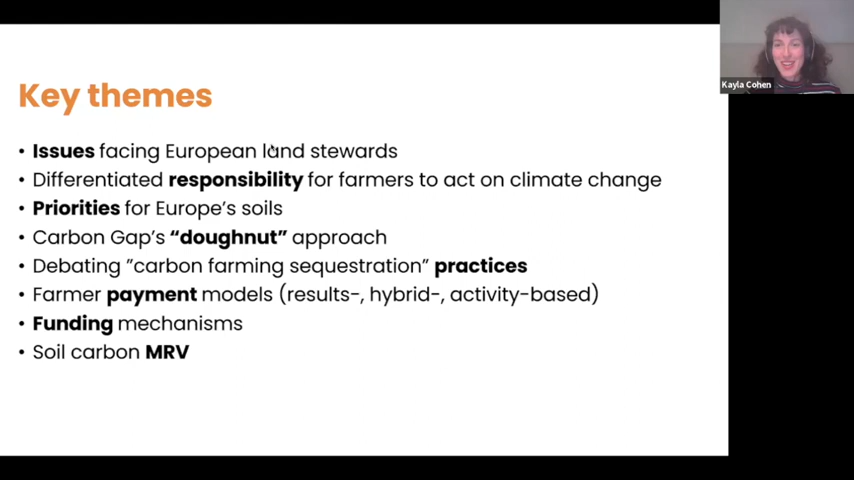 Kayla Cohen
Key themes
• Issues facing European land stewards
• Differentiated responsibility for farmers to act on climate change
• Priorities for Europe's soils
• Carbon Gap's “doughnut” approach
• Debating ”carbon farming sequestration” practices
• Farmer payment models (results-, hybrid-, activity-based)
• Funding mechanisms
• Soil carbon MRV